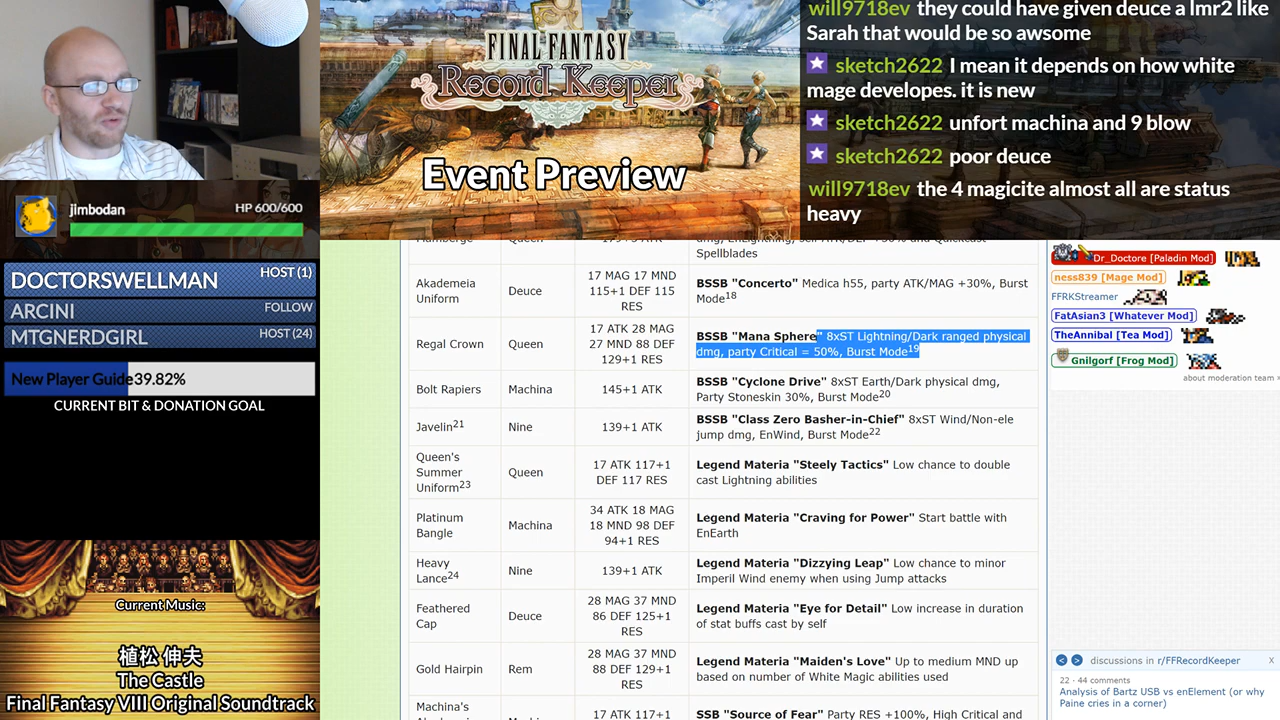 jimbodan
HP 600/600
DOCTORSWELLMAN
HOST (1)
ARCINI
FOLLOW
MTGNERDGIRL
HOST (24)
New Player Guide39.82%
CURRENT BIT & DONATION GOAL
Current Music:
植松 伸夫
The Castle
Final Fantasy VIII Original Soundtrack
FINAL FANTASY
Record Keeper
Event Preview
will9718ev they could have given deuce a lmr2 like
Sarah that would be so awsome
sketch2622 I mean it depends on how white
mage developes. it is new
sketch2622 unfort machina and 9 blow
sketch2622 poor deuce
will9718ev the 4 magicite almost all are status
heavy
Queen
Spellblades
Akademeia
Uniform
Deuce
17 MAG 17 MND
115+1 DEF 115
RES
BSSB "Concerto" Medica h55, party ATK/MAG +30%, Burst
Mode18
Regal Crown
Queen
17 ATK 28 MAG
27 MND 88 DEF
129+1 RES
BSSB "Mana Sphere" 8xST Lightning/Dark ranged physical
dmg, party Critical = 50%, Burst Mode19
Bolt Rapiers
Machina
145+1 ATK
BSSB "Cyclone Drive" 8xST Earth/Dark physical dmg,
Party Stoneskin 30%, Burst Mode20
Javelin21
Nine
139+1 ATK
BSSB "Class Zero Basher-in-Chief" 8xST Wind/Non-ele
jump dmg, EnWind, Burst Mode22
Queen's
Summer
Uniform23
Queen
17 ATK 117+1
DEF 117 RES
Legend Materia "Steely Tactics" Low chance to double
cast Lightning abilities
Platinum
Bangle
Machina
34 ATK 18 MAG
18 MND 98 DEF
94+1 RES
Legend Materia "Craving for Power" Start battle with
EnEarth
Heavy
Lance24
Nine
139+1 ATK
Legend Materia "Dizzying Leap" Low chance to minor
Imperil Wind enemy when using Jump attacks
Feathered
Cap
Deuce
28 MAG 37 MND
86 DEF 125+1
RES
Legend Materia "Eye for Detail" Low increase in duration
of stat buffs cast by self
Gold Hairpin
Rem
28 MAG 37 MND
88 DEF 129+1
RES
Legend Materia "Maiden's Love" Up to medium MND up
based on number of White Magic abilities used
Machina's
17 ATK 117+1
SSB "Source of Fear" Party RES +100%, High Critical and
Dr_Doctore [Paladin Mod]
ness839 [Mage Mod]
FFRKStreamer
FatAsian3 [Whatever Mod]
TheAnnibal [Tea Mod]
Gnilgorf [Frog Mod]
about moderation team »
< > discussions in r/FFRecordKeeper X
22 · 44 comments
Analysis of Bartz USB vs enElement (or why
Paine cries in a corner)